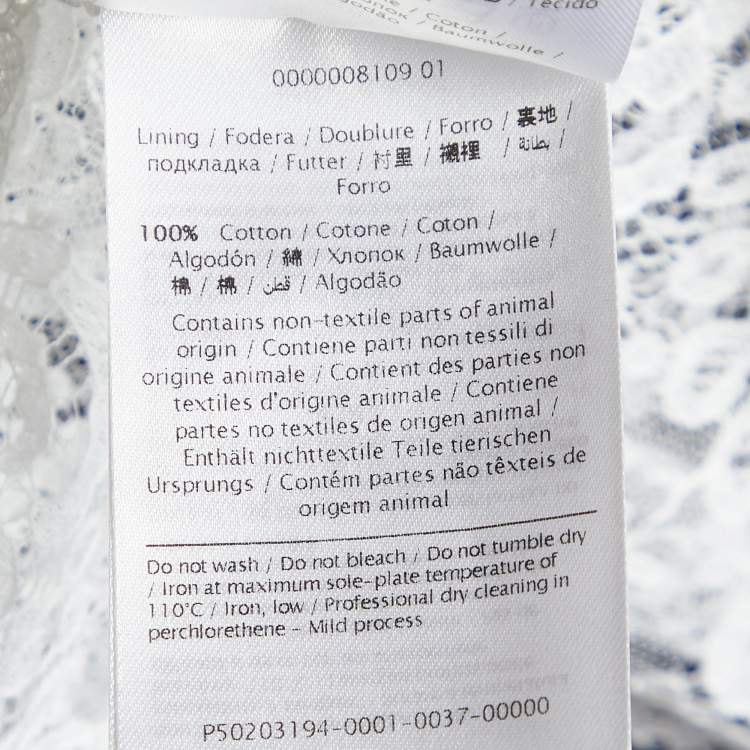 / Tecido
Coton /
Baumwolle /
0000008109 01
Lining / Fodera / Doublure / Forro / 裏地 /
подкладка / Futter / 衬里 / 襯裡 / بطانة /
Forro
100% Cotton / Cotone / Coton /
Algodón / 綿 / Хлопок / Baumwolle /
棉 / 棉 / قطن / Algodão
Contains non-textile parts of animal
origin / Contiene parti non tessili di
origine animale / Contient des parties non
textiles d'origine animale / Contiene
partes no textiles de origen animal /
Enthält nichttextile Teile tierischen
Ursprungs / Contém partes não têxteis de
origem animal
Do not wash / Do not bleach / Do not tumble dry
/ Iron at maximum sole-plate temperature of
110°C / Iron, low / Professional dry cleaning in
perchlorethene - Mild process
P50203194-0001-0037-00000